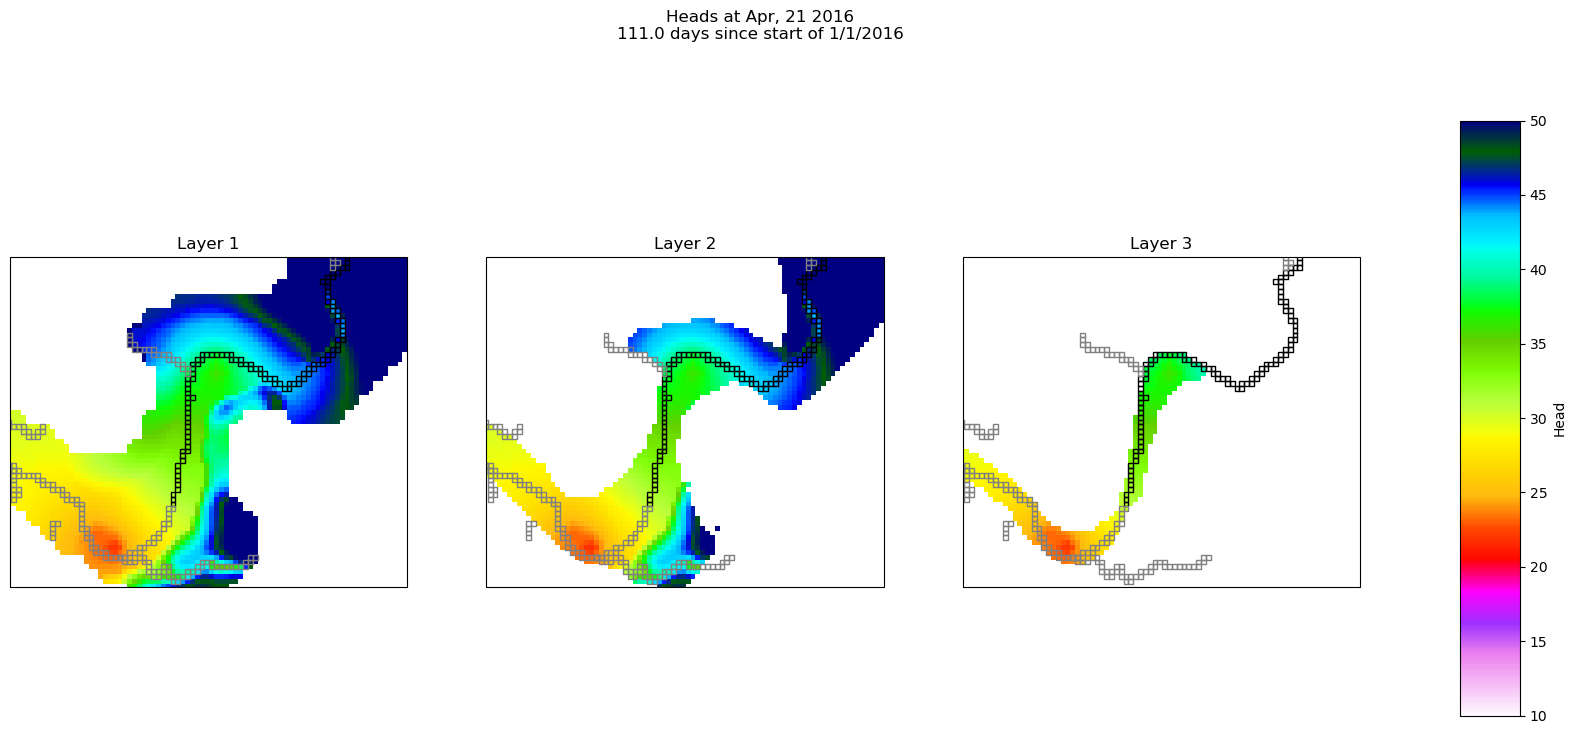 Heads at Apr, 21 2016
111.0 days since start of 1/1/2016
Layer 1
Layer 2
Layer 3
50
45
40
35
30
25
20
15
10
Head